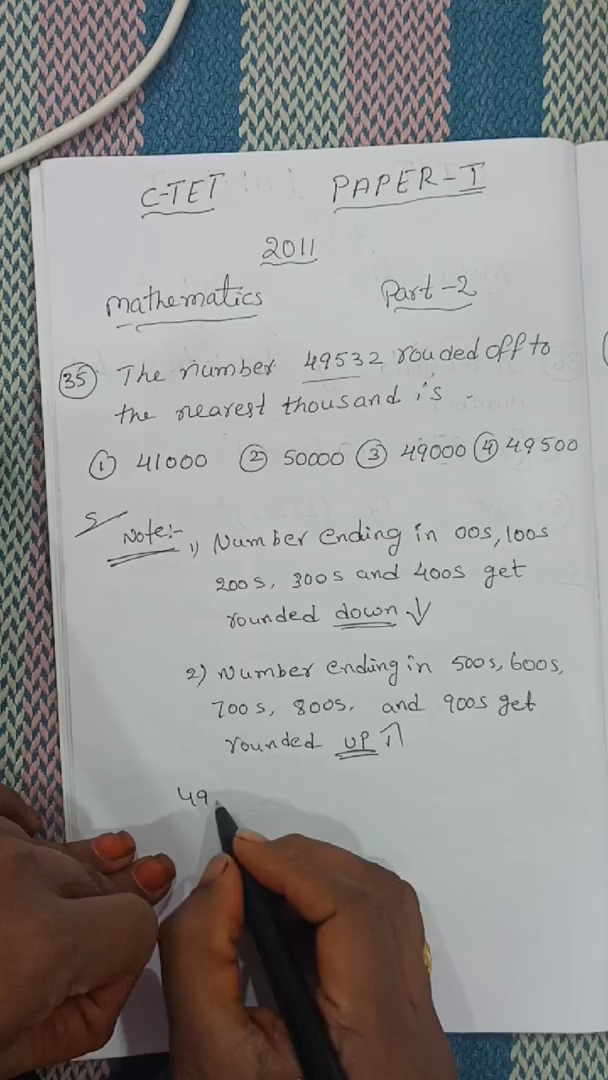 C-TET PAPER-I
2011
Mathematics Part-2
35 The number 49532 rouded off to
the nearest thousand is -
1 41000 2 50000 3 49000 4 49500
S
Note:- 1) Number ending in 00s, 100s
200s, 300s and 400s get
rounded down ↓
2) Number ending in 500s, 600s,
700s, 800s, and 900s get
rounded up ↑
49